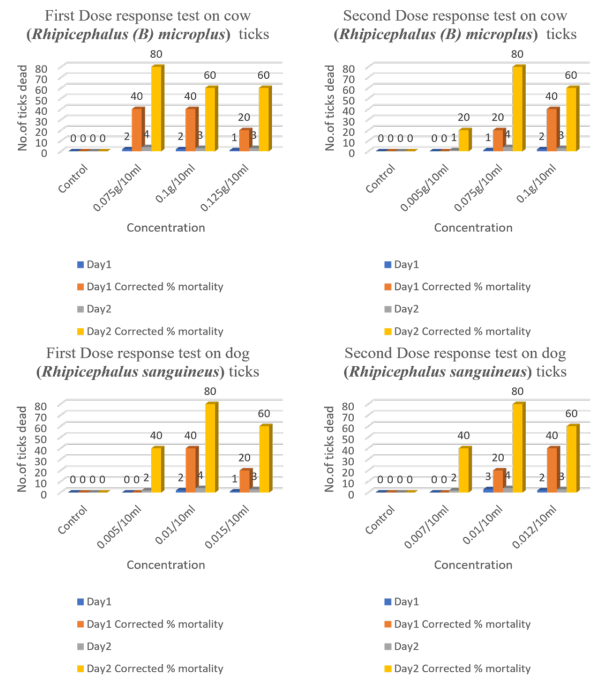 First Dose response test on cow
(Rhipicephalus (B) microplus) ticks
No.of ticks dead
80
70
60
50
40
30
20
10
0
0 0 0 0
2 40 4 80
2 40 3 60
1 20 3 60
Control
0.075g/10ml
0.1g/10ml
0.125g/10ml
Concentration
Day1
Day1 Corrected % mortality
Day2
Day2 Corrected % mortality
Second Dose response test on cow
(Rhipicephalus (B) microplus) ticks
No.of ticks dead
80
70
60
50
40
30
20
10
0
0 0 0 0
0 0 1 20
1 20 4 80
2 40 3 60
Control
0.005g/10ml
0.075g/10ml
0.1g/10ml
Concentration
Day1
Day1 Corrected % mortality
Day2
Day2 Corrected % mortality
First Dose response test on dog
(Rhipicephalus sanguineus) ticks
No.of ticks dead
80
70
60
50
40
30
20
10
0
0 0 0 0
0 0 2 40
2 40 4 80
1 20 3 60
Control
0.005/10ml
0.01/10ml
0.015/10ml
Concentration
Day1
Day1 Corrected % mortality
Day2
Day2 Corrected % mortality
Second Dose response test on dog
(Rhipicephalus sanguineus) ticks
No.of ticks dead
80
70
60
50
40
30
20
10
0
0 0 0 0
0 0 2 40
3 20 4 80
2 40 3 60
Control
0.007/10ml
0.01/10ml
0.012/10ml
Concentration
Day1
Day1 Corrected % mortality
Day2
Day2 Corrected % mortality